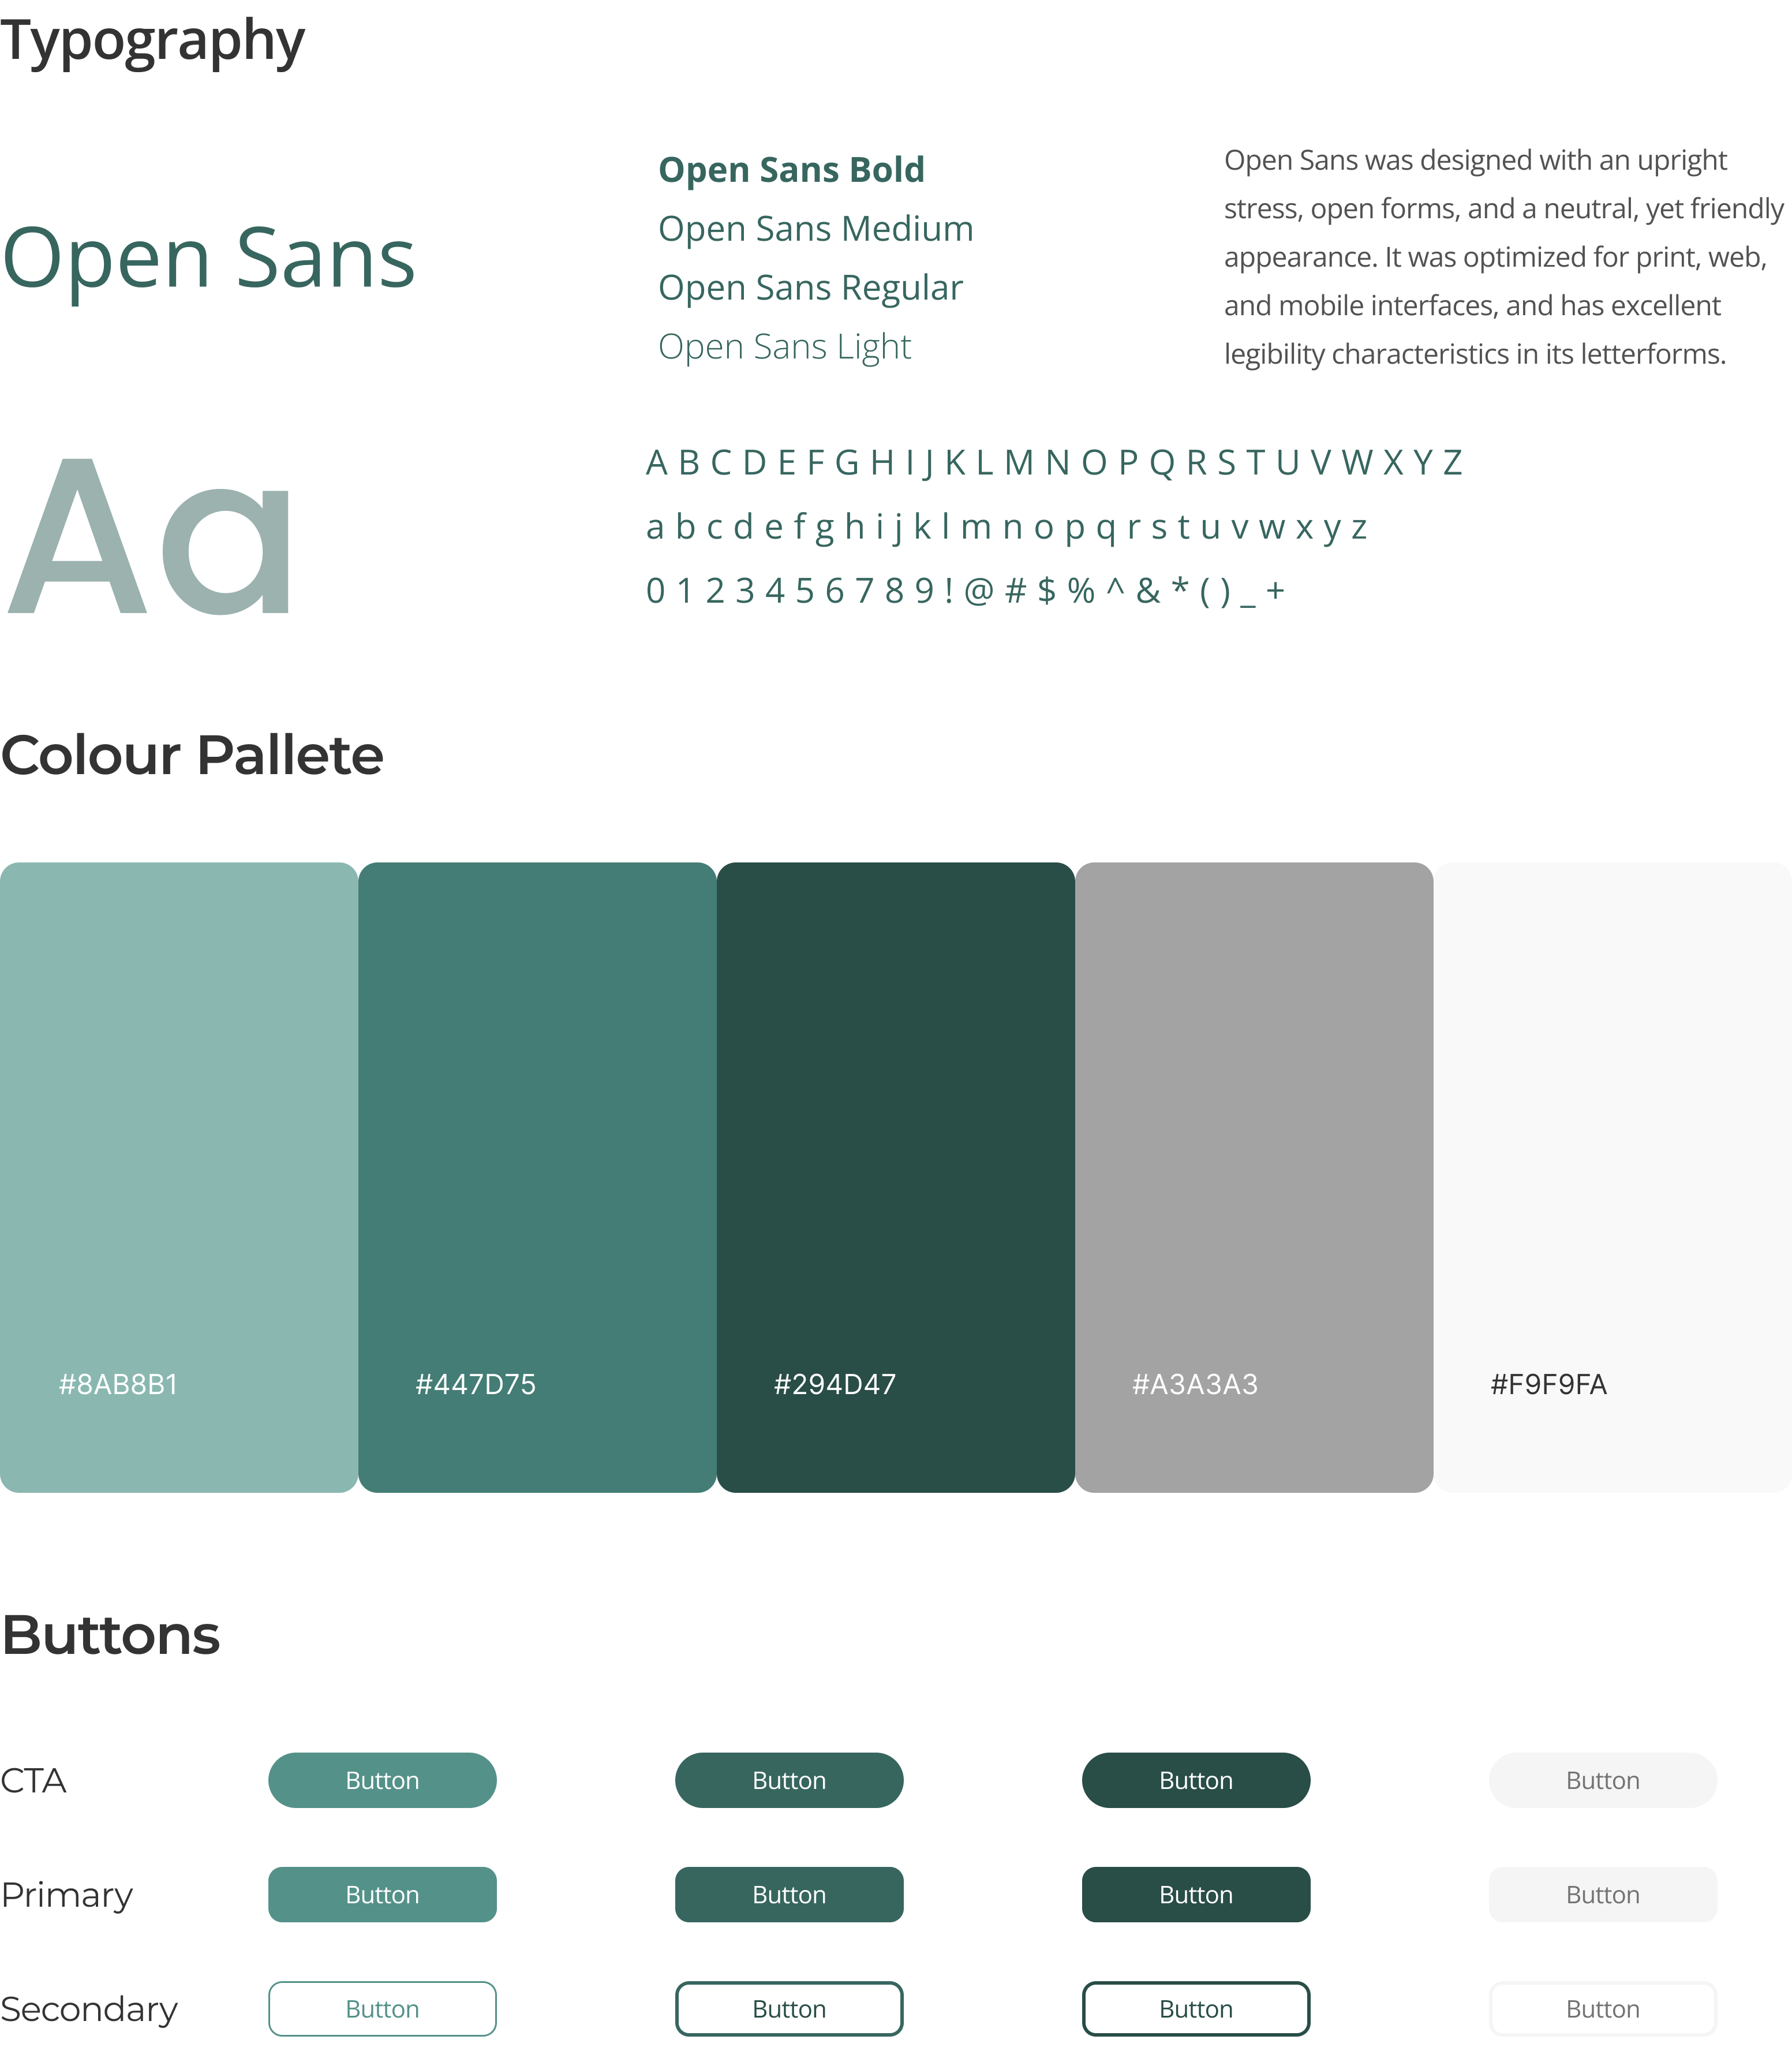 Typography
Open Sans
Open Sans Bold
Open Sans Medium
Open Sans Regular
Open Sans Light
Open Sans was designed with an upright
stress, open forms, and a neutral, yet friendly
appearance. It was optimized for print, web,
and mobile interfaces, and has excellent
legibility characteristics in its letterforms.
Aa
A B C D E F G H I J K L M N O P Q R S T U V W X Y Z
a b c d e f g h i j k l m n o p q r s t u v w x y z
0 1 2 3 4 5 6 7 8 9 ! @ # $ % ^ & * ( ) _ +
Colour Pallete
#8AB8B1 #447D75 #294D47 #A3A3A3 #F9F9FA
Buttons
CTA Button Button Button Button
Primary Button Button Button Button
Secondary Button Button Button Button